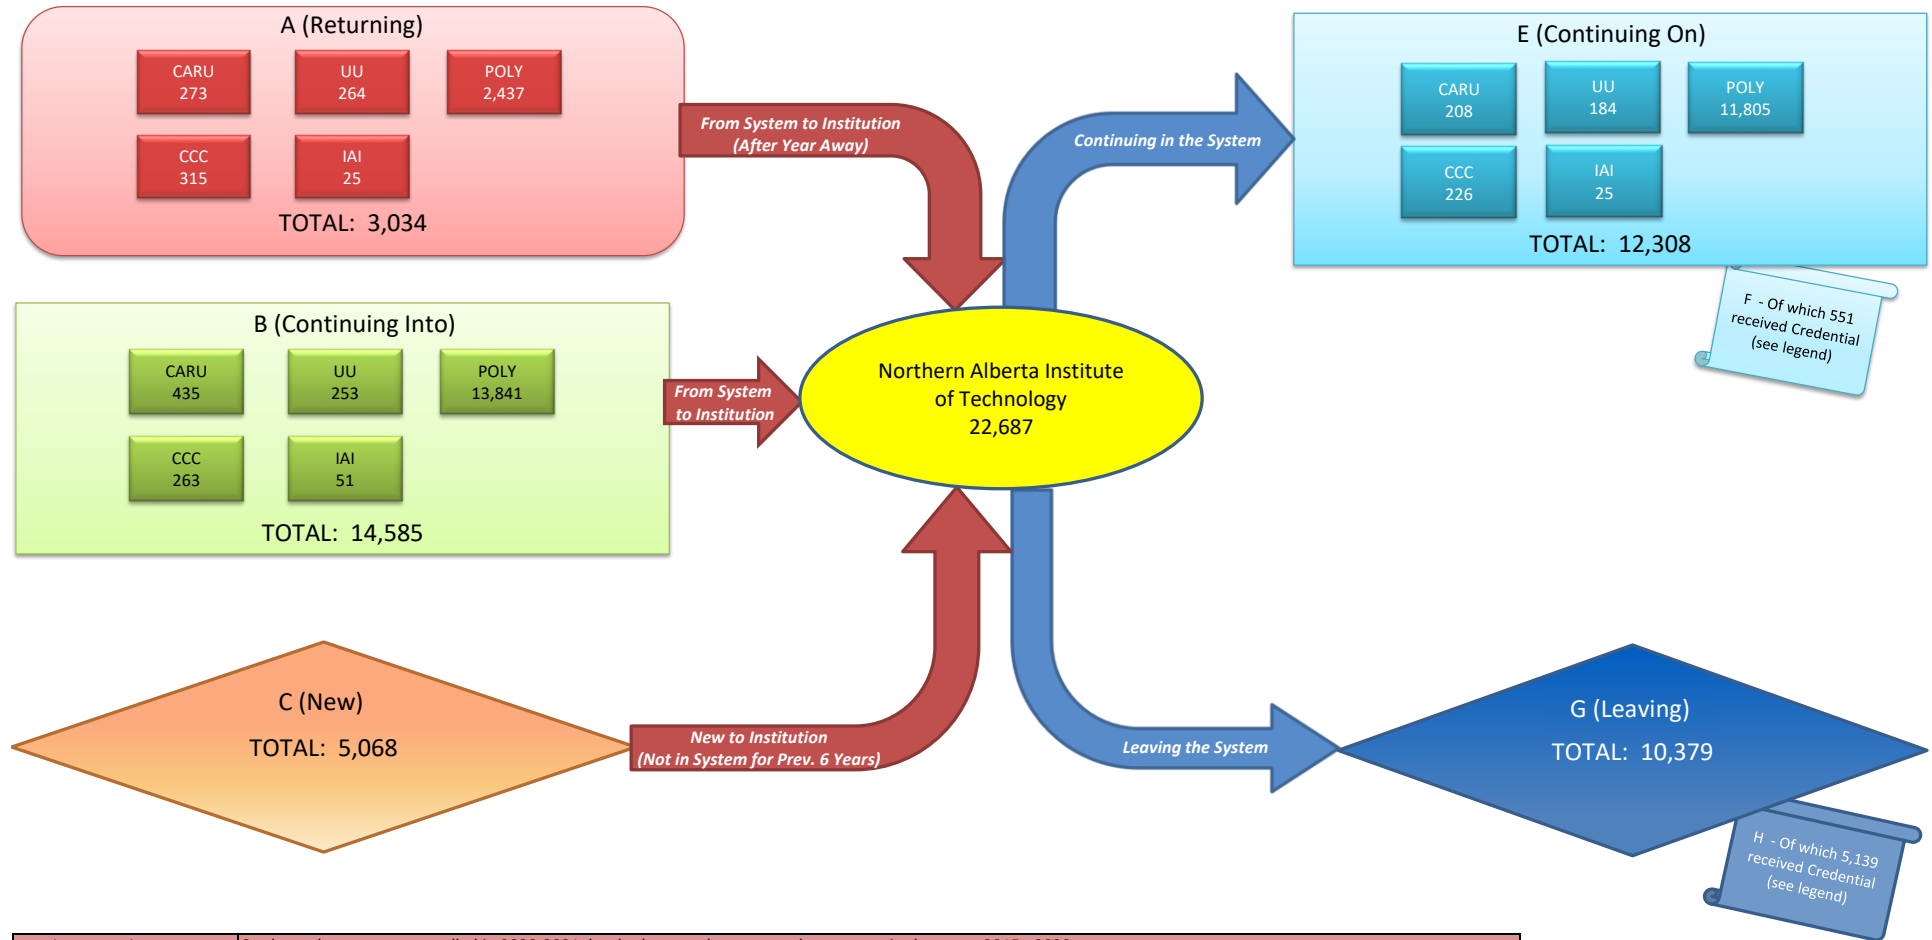 A (Returning)
CARU
273
UU
264
POLY
2,437
CCC
315
IAI
25
TOTAL: 3,034
From System to Institution
(After Year Away)
B (Continuing Into)
CARU
435
UU
253
POLY
13,841
CCC
263
IAI
51
TOTAL: 14,585
From System
to Institution
C (New)
TOTAL: 5,068
New to Institution
(Not in System for Prev. 6 Years)
Northern Alberta Institute
of Technology
22,687
Continuing in the System
E (Continuing On)
CARU
208
UU
184
POLY
11,805
CCC
226
IAI
25
TOTAL: 12,308
F - Of which 551
received Credential
(see legend)
Leaving the System
G (Leaving)
TOTAL: 10,379
H - Of which 5,139
received Credential
(see legend)